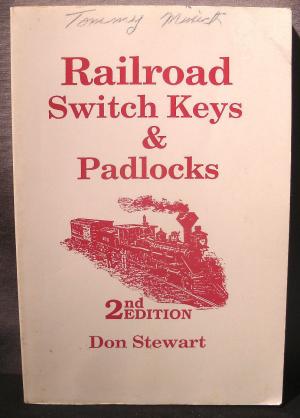 Tommy
Railroad
Switch Keys
&
Padlocks
2nd EDITION
Don Stewart